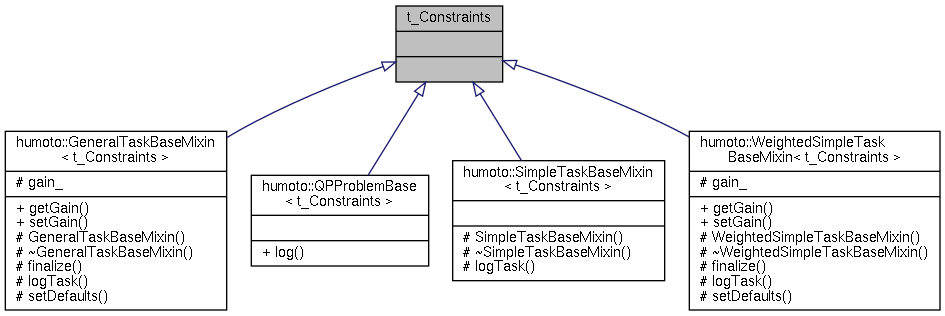 t_Constraints
humoto::GeneralTaskBaseMixin
< t_Constraints >
# gain_
+ getGain()
+ setGain()
# GeneralTaskBaseMixin()
# ~GeneralTaskBaseMixin()
# finalize()
# logTask()
# setDefaults()
humoto::QPProblemBase
< t_Constraints >
+ log()
humoto::SimpleTaskBaseMixin
< t_Constraints >
# SimpleTaskBaseMixin()
# ~SimpleTaskBaseMixin()
# logTask()
humoto::WeightedSimpleTask
BaseMixin< t_Constraints >
# gain_
+ getGain()
+ setGain()
# WeightedSimpleTaskBaseMixin()
# ~WeightedSimpleTaskBaseMixin()
# finalize()
# logTask()
# setDefaults()